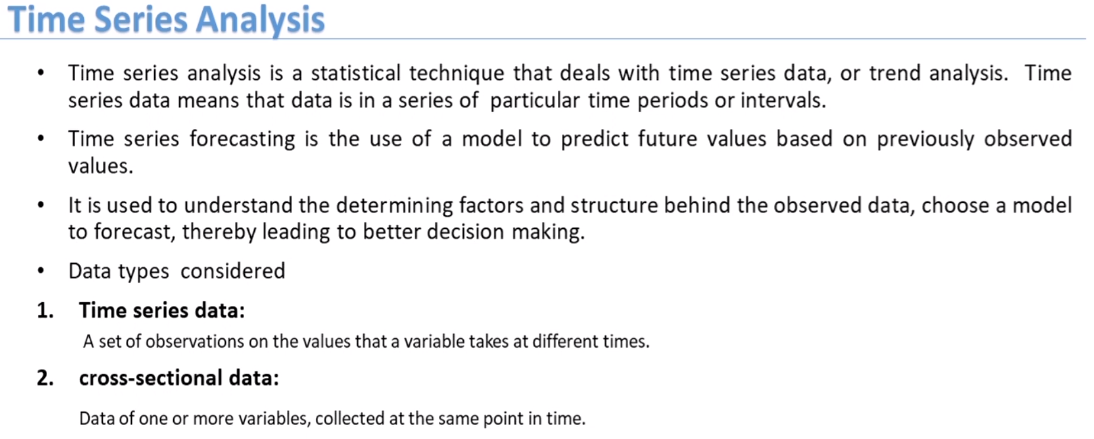 Time Series Analysis
• Time series analysis is a statistical technique that deals with time series data, or trend analysis. Time
series data means that data is in a series of particular time periods or intervals.
• Time series forecasting is the use of a model to predict future values based on previously observed
values.
• It is used to understand the determining factors and structure behind the observed data, choose a model
to forecast, thereby leading to better decision making.
• Data types considered
1. Time series data:
A set of observations on the values that a variable takes at different times.
2. cross-sectional data:
Data of one or more variables, collected at the same point in time.